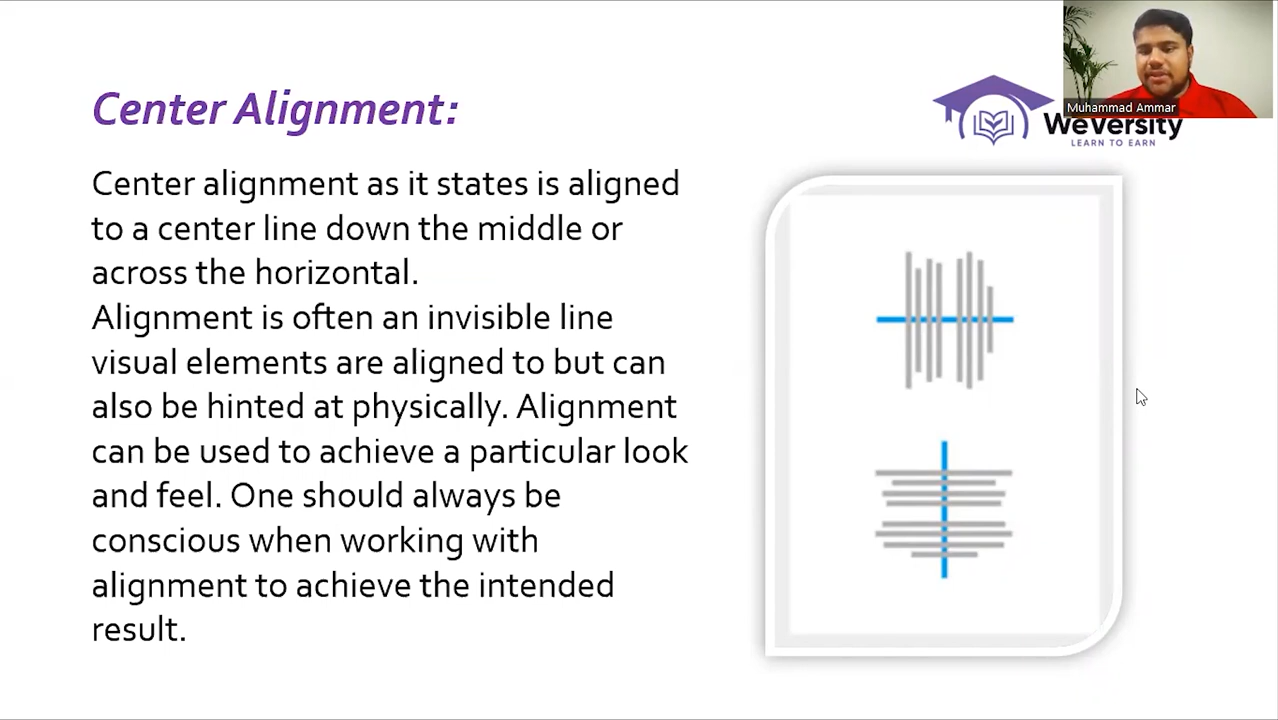 Center Alignment:
Muhammad Ammar
Weversity
LEARN TO EARN
Center alignment as it states is aligned
to a center line down the middle or
across the horizontal.
Alignment is often an invisible line
visual elements are aligned to but can
also be hinted at physically. Alignment
can be used to achieve a particular look
and feel. One should always be
conscious when working with
alignment to achieve the intended
result.